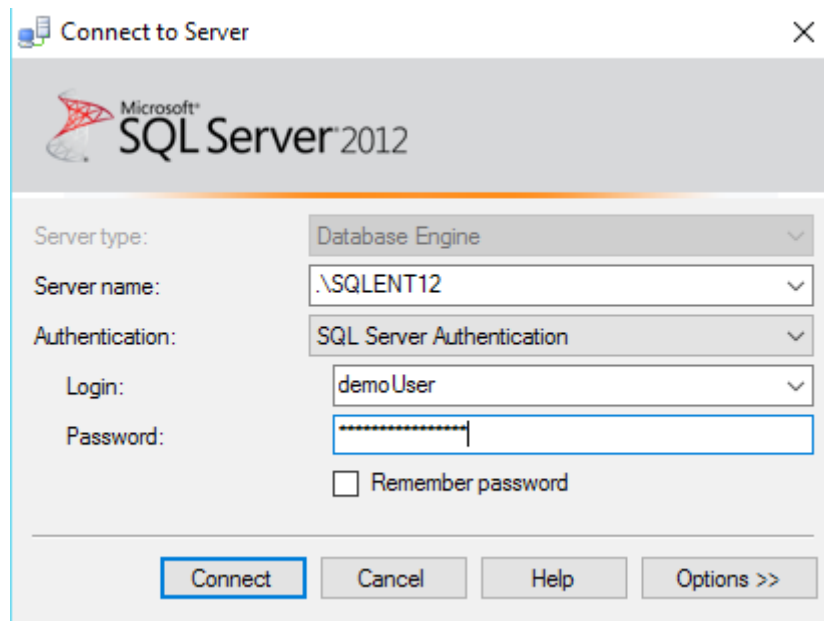 Connect to Server
Microsoft®
SQL Server® 2012
Server type: Database Engine
Server name: .\SQLENT12
Authentication: SQL Server Authentication
Login: demoUser
Password: ****************
Remember password
Connect Cancel Help Options >>